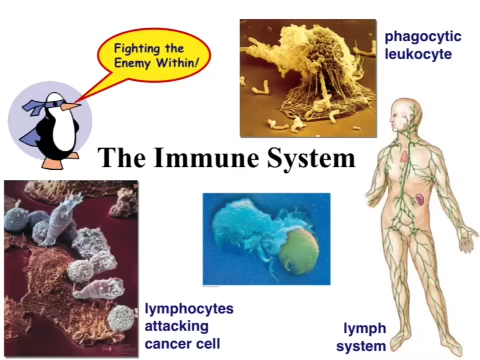 Fighting the
Enemy Within!
phagocytic
leukocyte
The Immune System
lymphocytes
attacking
cancer cell
lymph
system